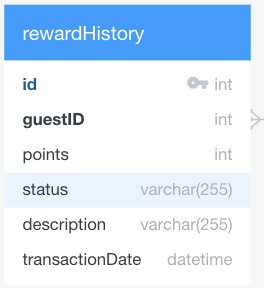 rewardHistory
id int
guestID int
points int
status varchar(255)
description varchar(255)
transactionDate datetime